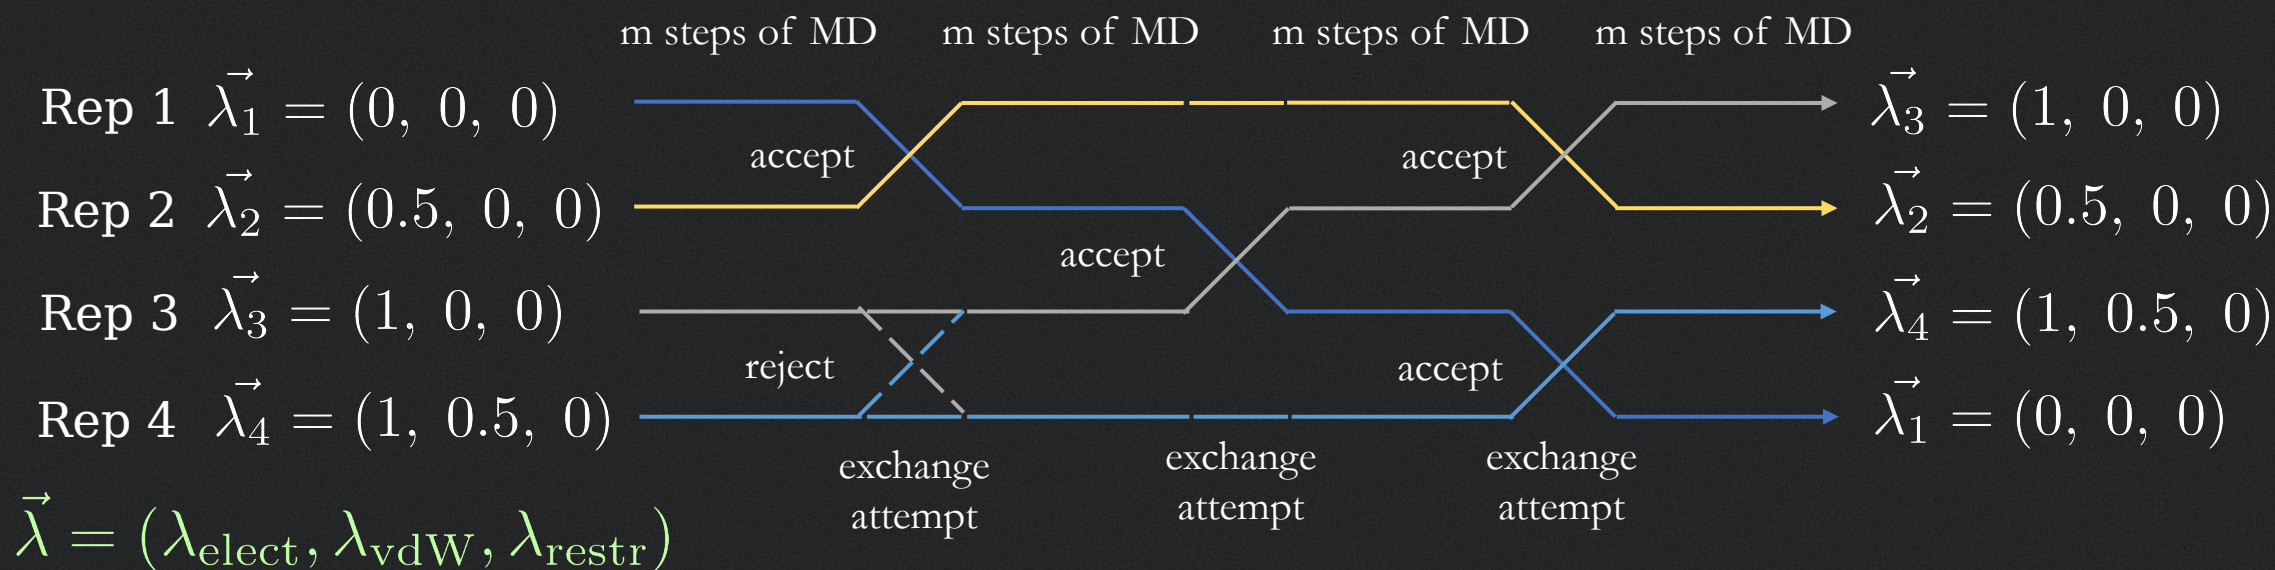 m steps of MD m steps of MD m steps of MD m steps of MD
Rep 1 λ⃗₁ = (0, 0, 0) λ⃗₃ = (1, 0, 0)
accept accept
Rep 2 λ⃗₂ = (0.5, 0, 0) λ⃗₂ = (0.5, 0, 0)
accept
Rep 3 λ⃗₃ = (1, 0, 0) λ⃗₄ = (1, 0.5, 0)
reject accept
Rep 4 λ⃗₄ = (1, 0.5, 0) λ⃗₁ = (0, 0, 0)
exchange exchange exchange
attempt attempt attempt
λ⃗ = (λ_elect, λ_vdW, λ_restr)